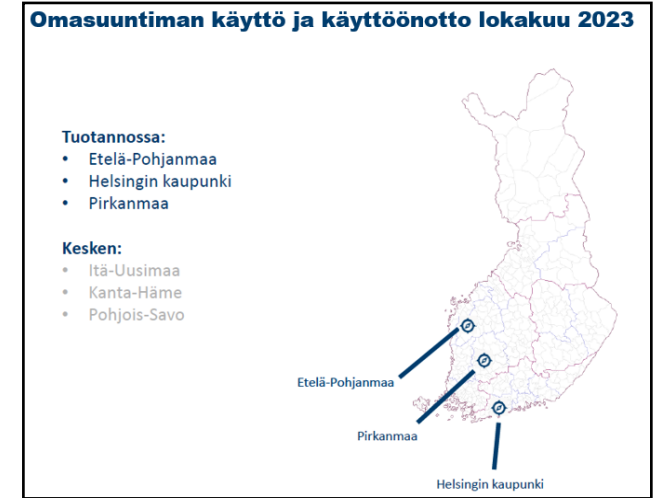 Omasuuntiman käyttö ja käyttöönotto lokakuu 2023
Tuotannossa:
• Etelä-Pohjanmaa
• Helsingin kaupunki
• Pirkanmaa
Kesken:
• Itä-Uusimaa
• Kanta-Häme
• Pohjois-Savo
Etelä-Pohjanmaa
Pirkanmaa
Helsingin kaupunki